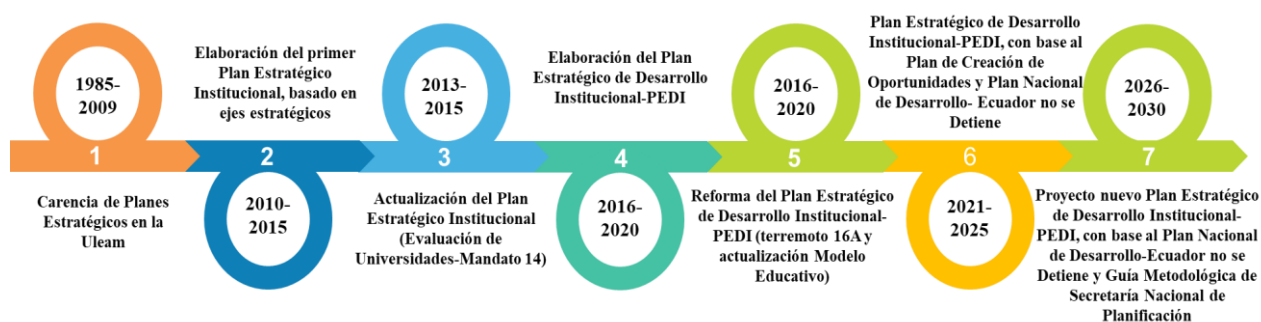 1985-
2009
1
Carencia de Planes
Estratégicos en la
Uleam
Elaboración del primer
Plan Estratégico
Institucional, basado en
ejes estratégicos
2
2010-
2015
2013-
2015
3
Actualización del Plan
Estratégico Institucional
(Evaluación de
Universidades-Mandato 14)
Elaboración del Plan
Estratégico de Desarrollo
Institucional-PEDI
4
2016-
2020
2016-
2020
5
Reforma del Plan Estratégico
de Desarrollo Institucional-
PEDI (terremoto 16A y
actualización Modelo
Educativo)
Plan Estratégico de Desarrollo
Institucional-PEDI, con base al
Plan de Creación de
Oportunidades y Plan Nacional
de Desarrollo- Ecuador no se
Detiene
6
2021-
2025
2026-
2030
7
Proyecto nuevo Plan Estratégico
de Desarrollo Institucional-
PEDI, con base al Plan Nacional
de Desarrollo-Ecuador no se
Detiene y Guía Metodológica de
Secretaría Nacional de
Planificación